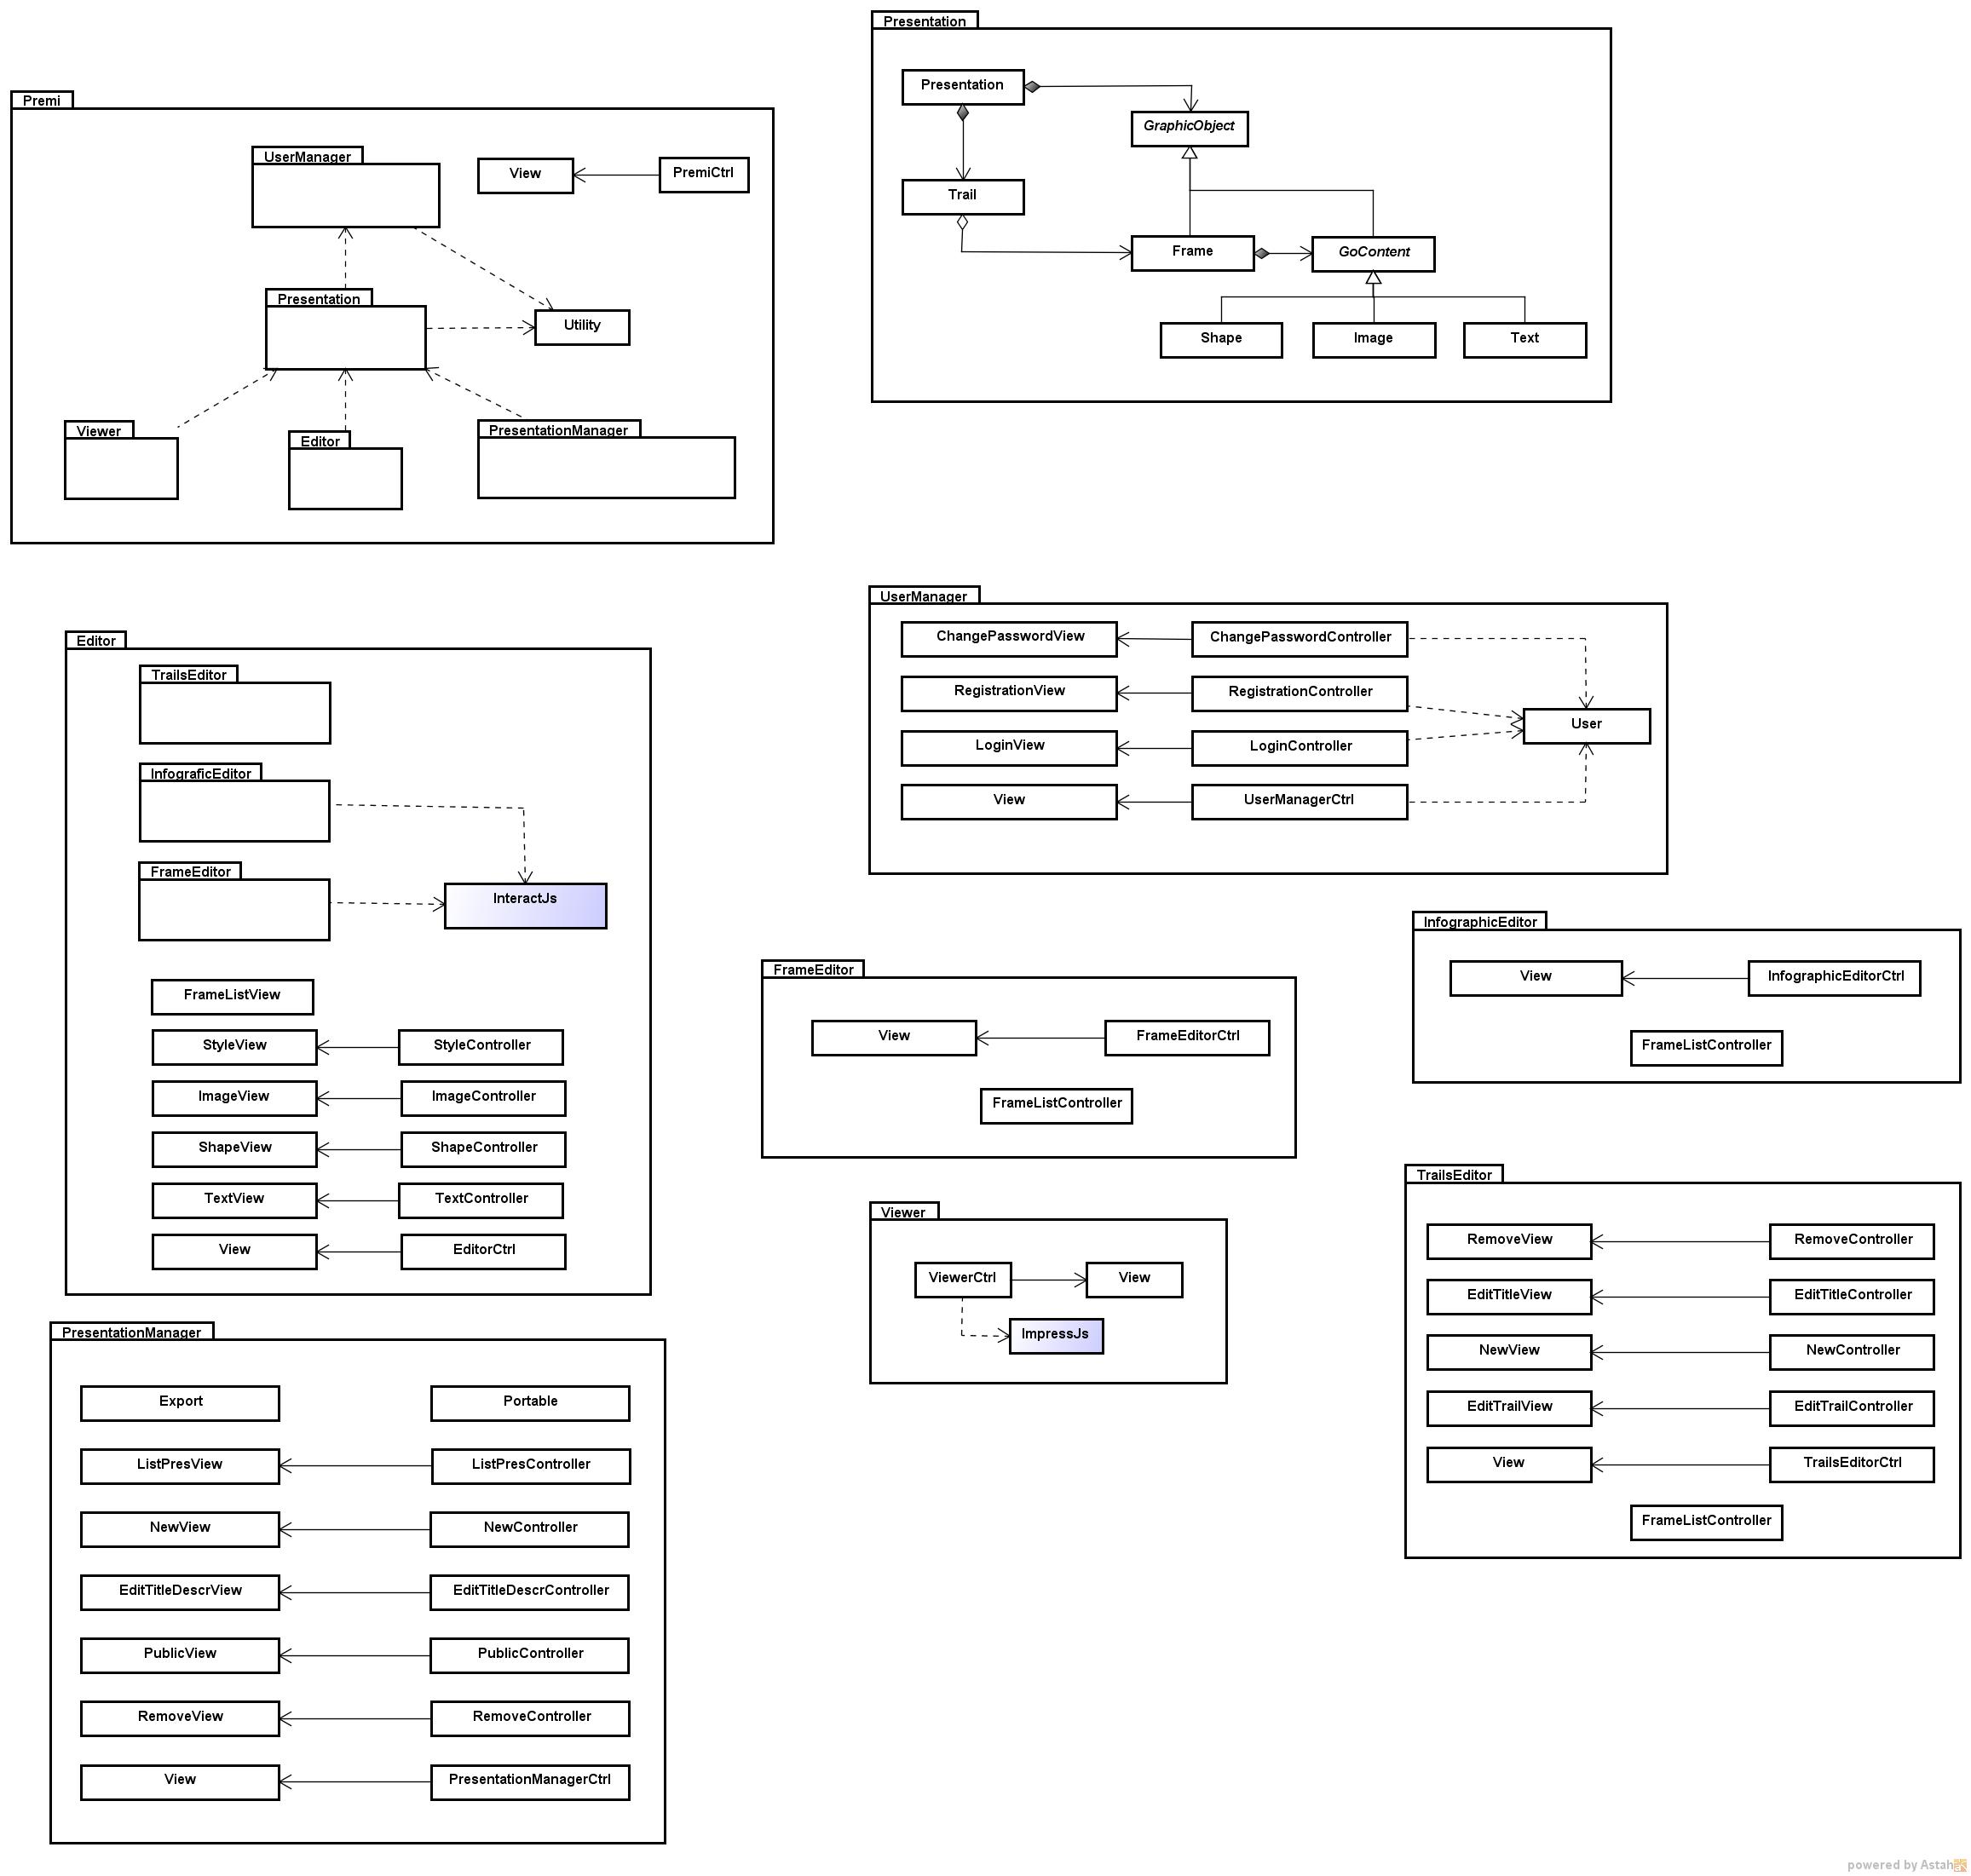 Presentation
Presentation
GraphicObject
Trail
Frame
GoContent
Shape
Image
Text
Premi
UserManager
View
PremiCtrl
Presentation
Utility
Viewer
Editor
PresentationManager
UserManager
ChangePasswordView
ChangePasswordController
RegistrationView
RegistrationController
User
LoginView
LoginController
View
UserManagerCtrl
Editor
TrailsEditor
InfograficEditor
FrameEditor
InteractJs
FrameListView
StyleView
StyleController
ImageView
ImageController
ShapeView
ShapeController
TextView
TextController
View
EditorCtrl
InfographicEditor
View
InfographicEditorCtrl
FrameListController
FrameEditor
View
FrameEditorCtrl
FrameListController
Viewer
ViewerCtrl
View
ImpressJs
TrailsEditor
RemoveView
RemoveController
EditTitleView
EditTitleController
NewView
NewController
EditTrailView
EditTrailController
View
TrailsEditorCtrl
FrameListController
PresentationManager
Export
Portable
ListPresView
ListPresController
NewView
NewController
EditTitleDescrView
EditTitleDescrController
PublicView
PublicController
RemoveView
RemoveController
View
PresentationManagerCtrl
powered by Astah